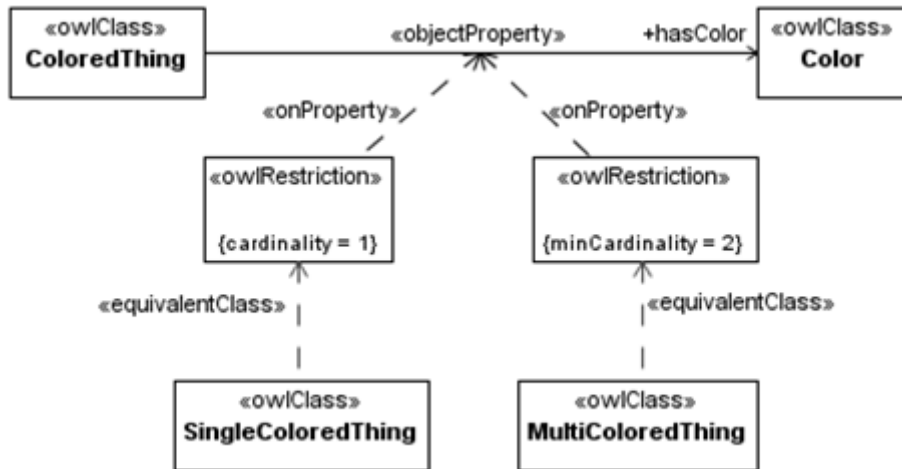 «owlClass»
ColoredThing
«objectProperty»
+hasColor
«owlClass»
Color
«onProperty»
«onProperty»
«owlRestriction»
{cardinality = 1}
«owlRestriction»
{minCardinality = 2}
«equivalentClass»
«equivalentClass»
«owlClass»
SingleColoredThing
«owlClass»
MultiColoredThing